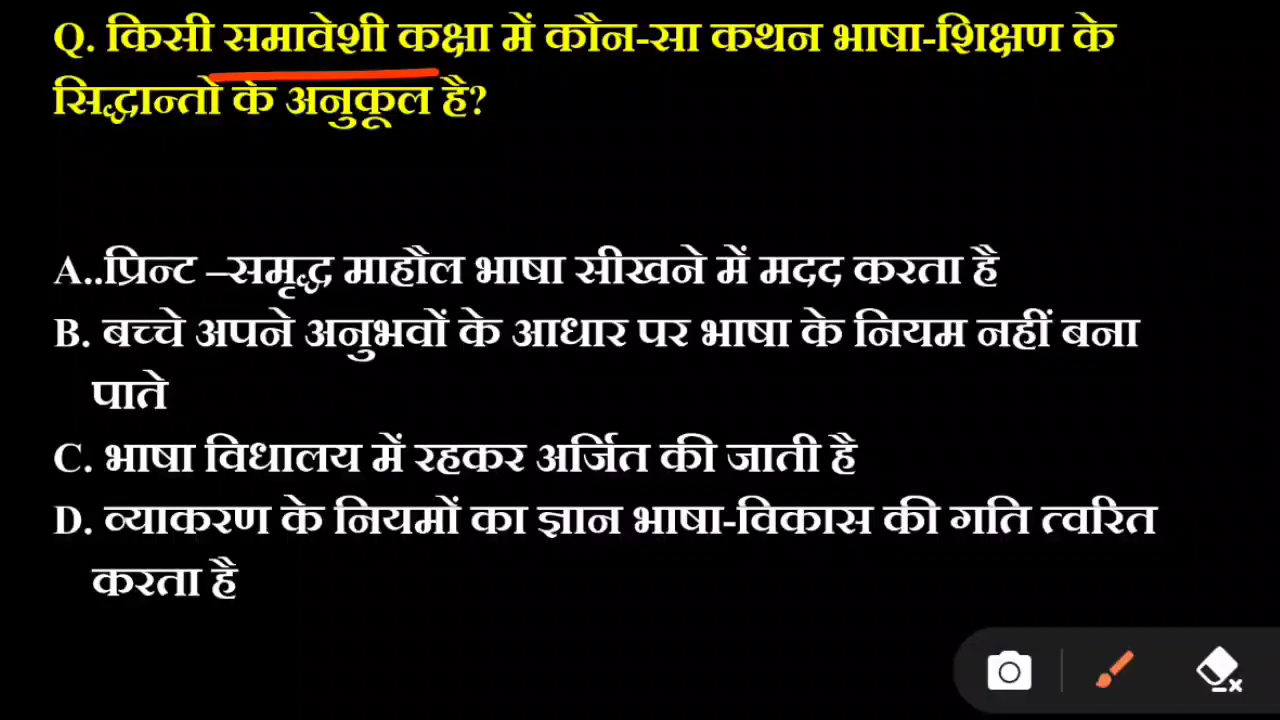 Q. किसी समावेशी कक्षा में कौन-सा कथन भाषा-शिक्षण के
सिद्धान्तो के अनुकूल है?
A..प्रिन्ट –समृद्ध माहौल भाषा सीखने में मदद करता है
B. बच्चे अपने अनुभवों के आधार पर भाषा के नियम नहीं बना
पाते
C. भाषा विधालय में रहकर अर्जित की जाती है
D. व्याकरण के नियमों का ज्ञान भाषा-विकास की गति त्वरित
करता है